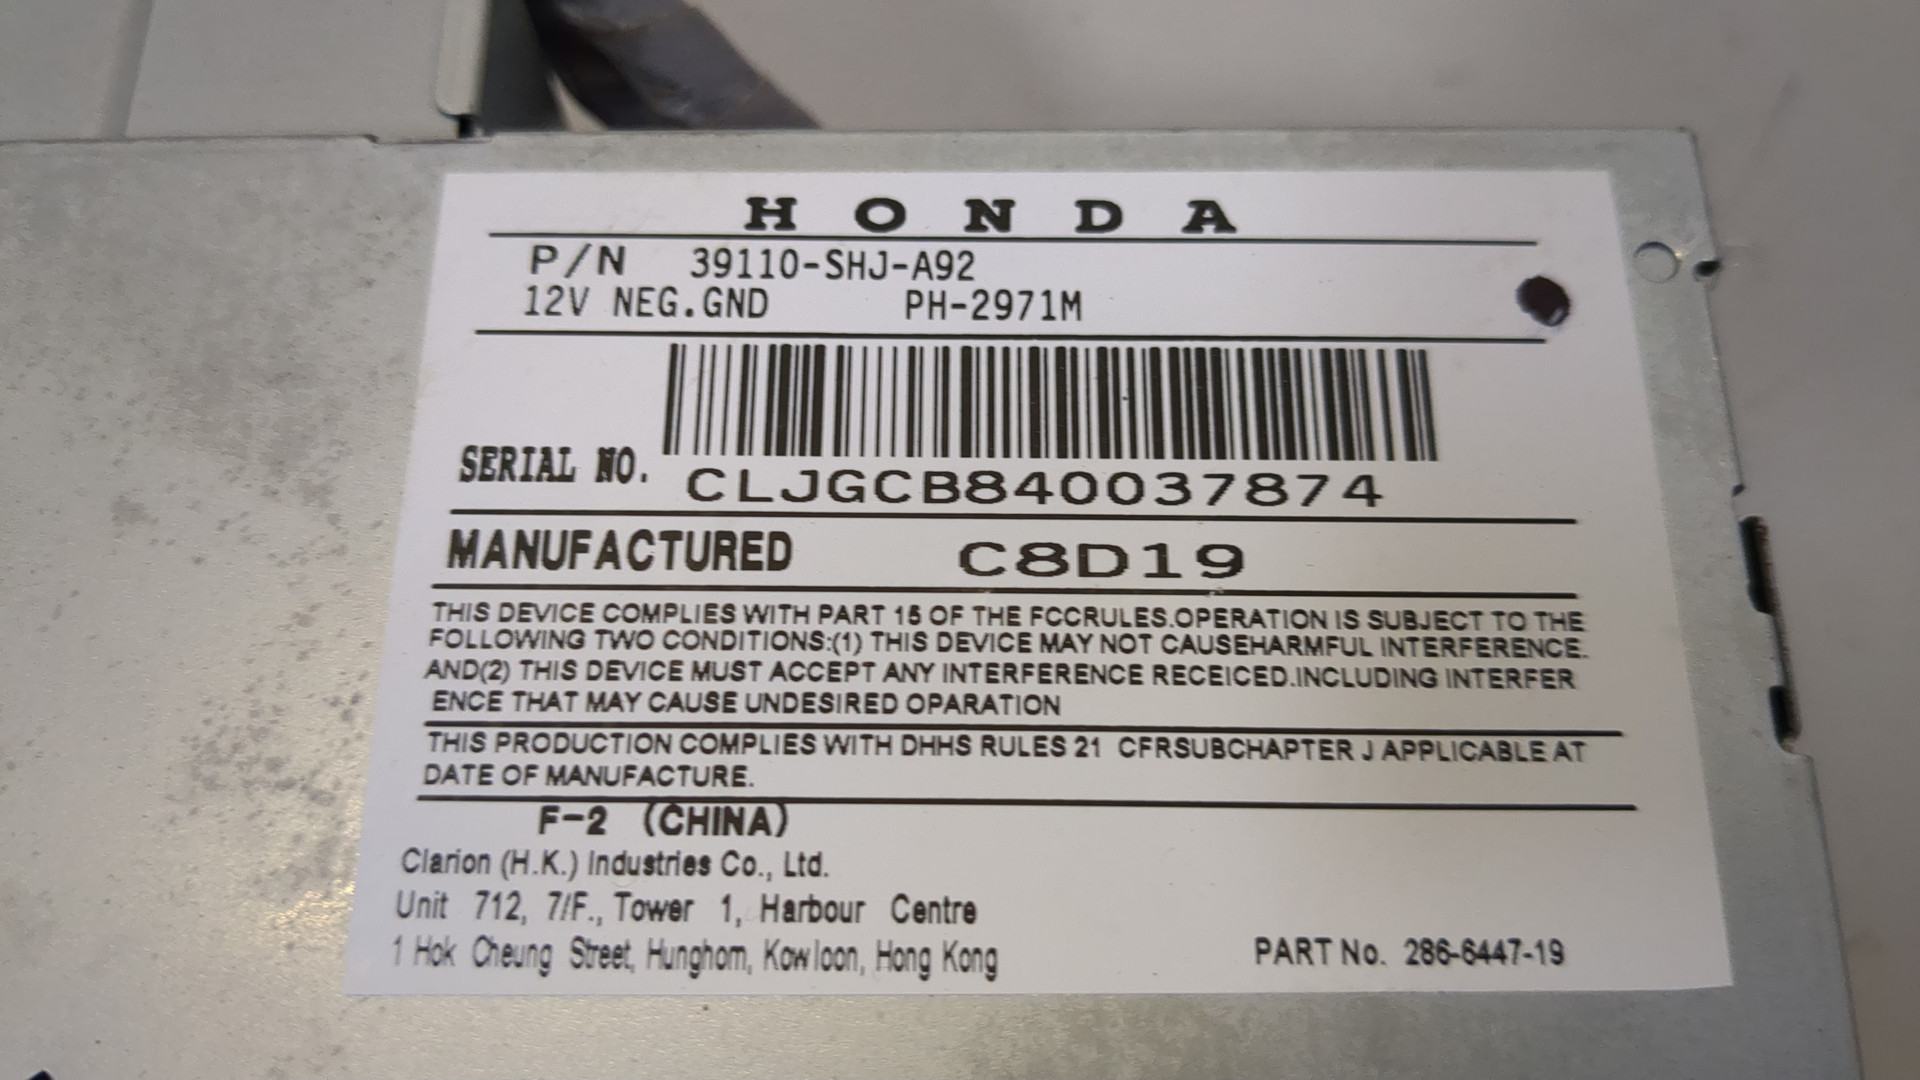 HONDA
P/N 39110-SHJ-A92
12V NEG.GND PH-2971M
SERIAL NO. CLJGCB840037874
MANUFACTURED C8D19
THIS DEVICE COMPLIES WITH PART 15 OF THE FCCRULES.OPERATION IS SUBJECT TO THE
FOLLOWING TWO CONDITIONS:(1) THIS DEVICE MAY NOT CAUSEHARMFUL INTERFERENCE.
AND(2) THIS DEVICE MUST ACCEPT ANY INTERFERENCE RECEICED.INCLUDING INTERFER
ENCE THAT MAY CAUSE UNDESIRED OPARATION
THIS PRODUCTION COMPLIES WITH DHHS RULES 21 CFRSUBCHAPTER J APPLICABLE AT
DATE OF MANUFACTURE.
F-2 (CHINA)
Clarion (H.K.) Industries Co., Ltd.
Unit 712, 7/F., Tower 1, Harbour Centre
1 Hok Cheung Street, Hunghom, Kowloon, Hong Kong
PART No. 286-6447-19